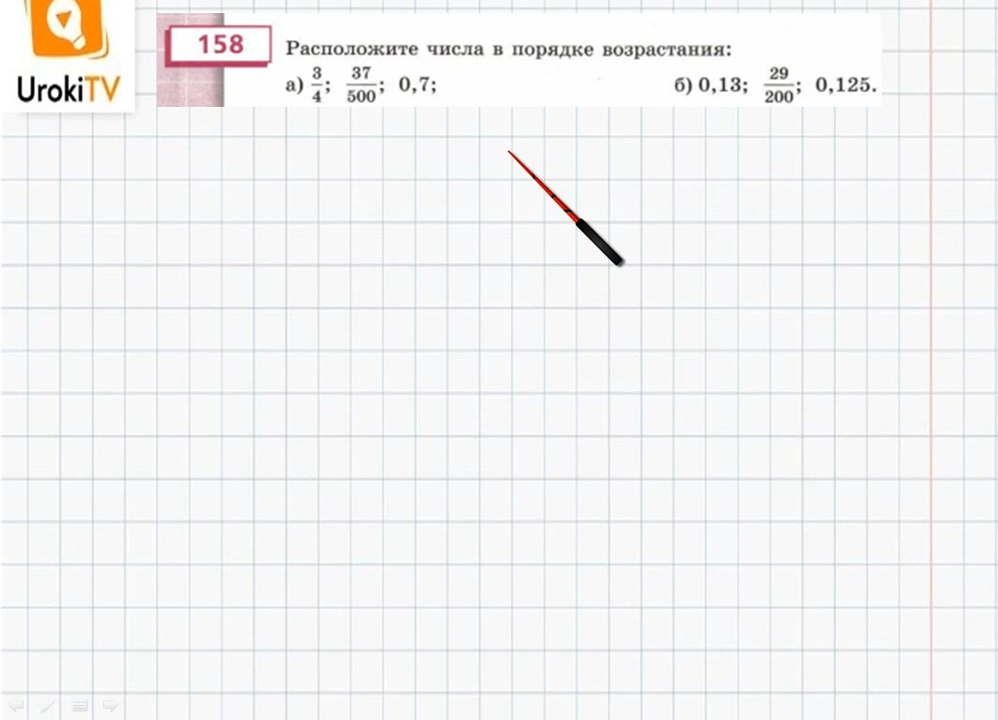 UrokiTV
158 Расположите числа в порядке возрастания:
а) 3/4; 37/500; 0,7; б) 0,13; 29/200; 0,125.